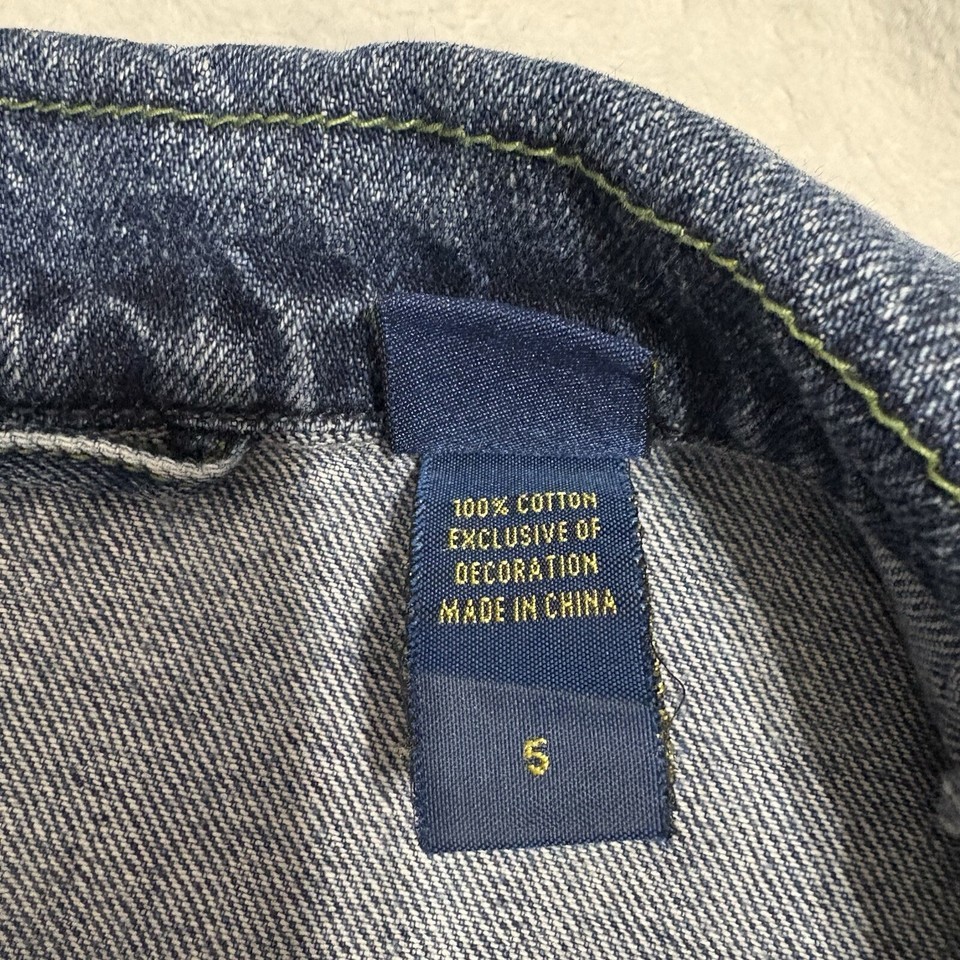 100% COTTON
EXCLUSIVE OF
DECORATION
MADE IN CHINA
5